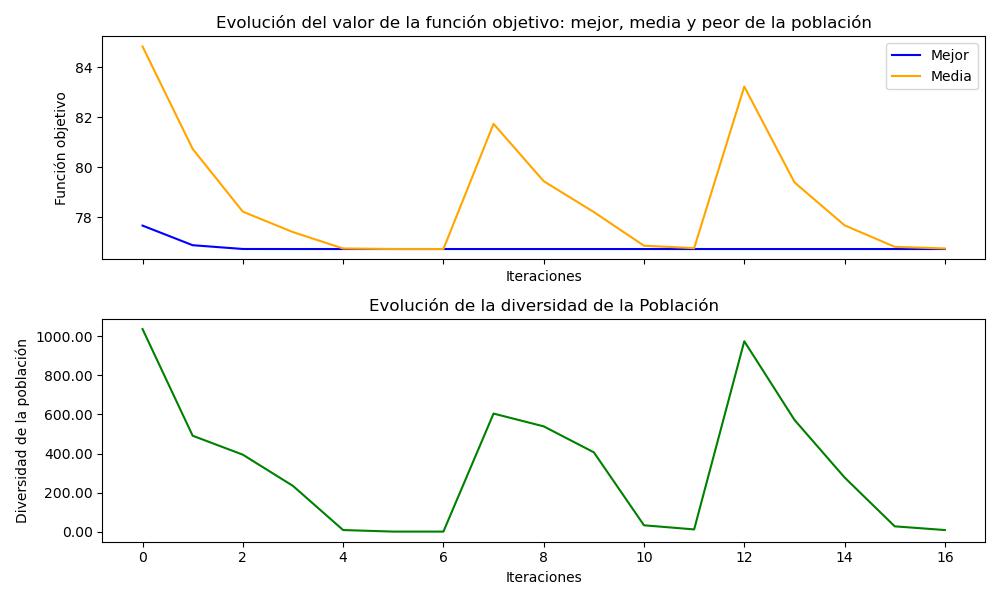 Evolución del valor de la función objetivo: mejor, media y peor de la población
Mejor
Media
84
82
80
78
Función objetivo
Iteraciones
Evolución de la diversidad de la Población
1000.00
800.00
600.00
400.00
200.00
0.00
Diversidad de la población
0 2 4 6 8 10 12 14 16
Iteraciones